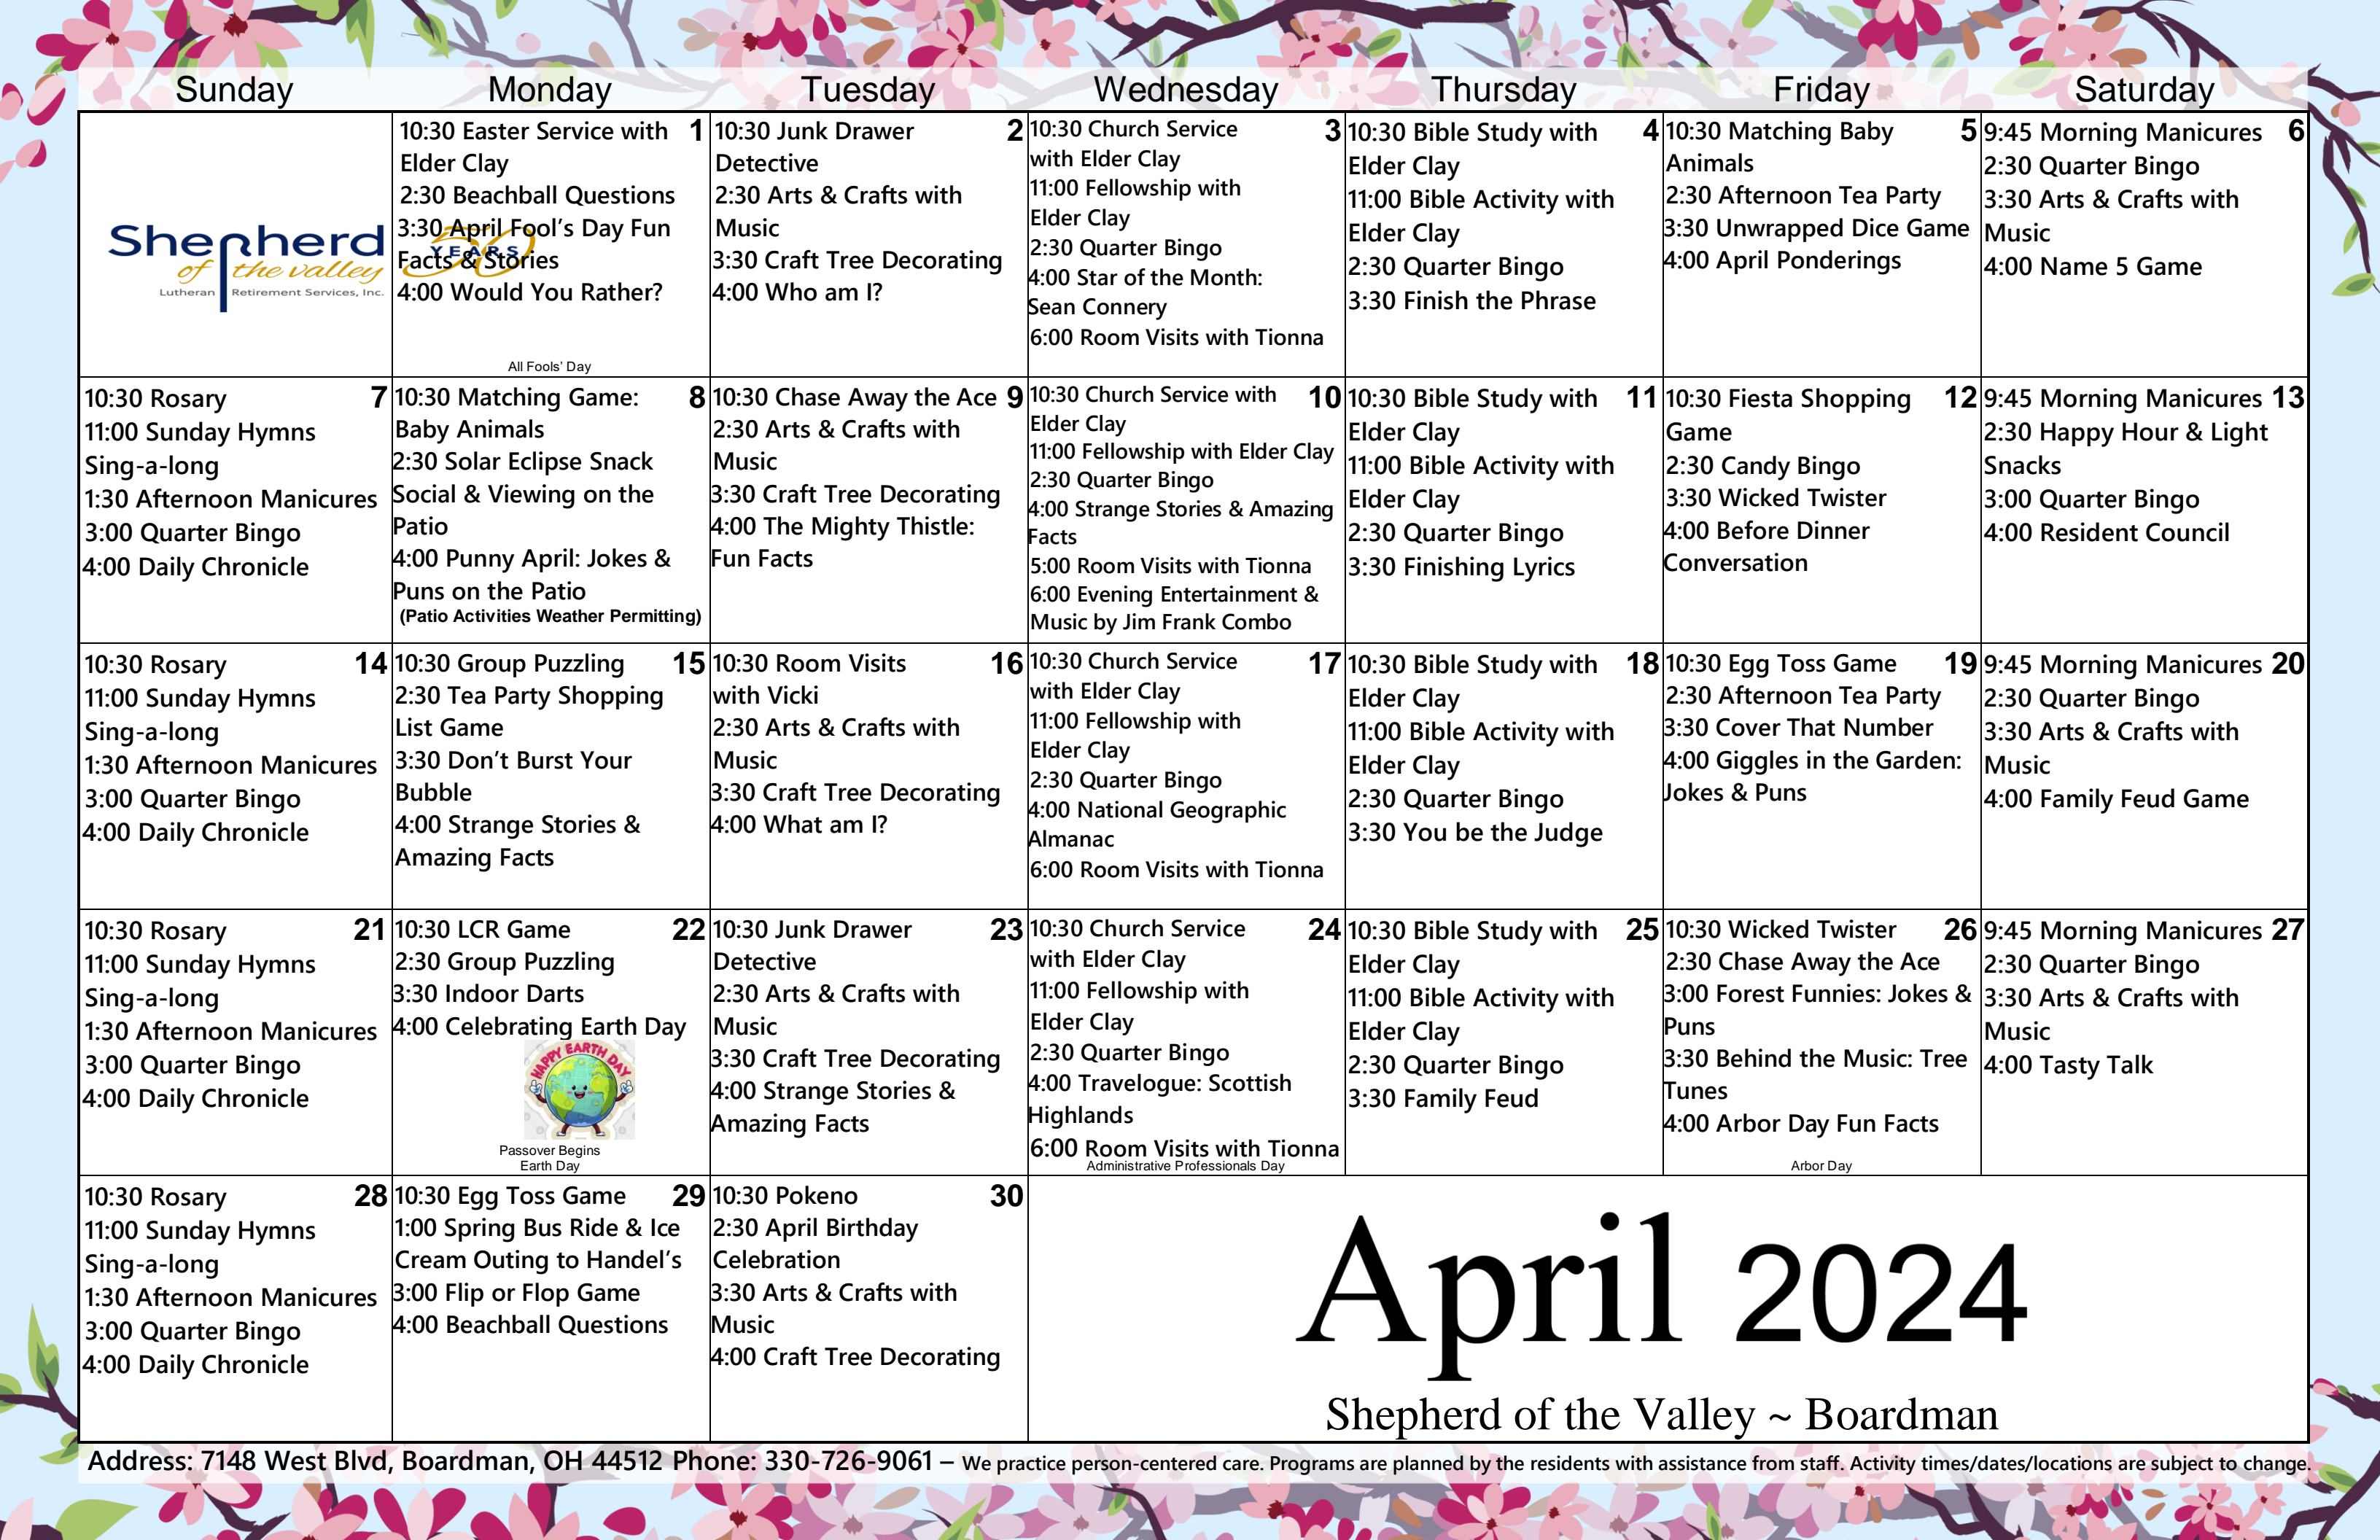 Sunday Monday Tuesday Wednesday Thursday Friday Saturday
Shepherd
of the valley
Lutheran Retirement Services, Inc.
50
YEARS
10:30 Easter Service with 1
Elder Clay
2:30 Beachball Questions
3:30 April Fool's Day Fun
Facts & Stories
4:00 Would You Rather?
All Fools' Day
10:30 Junk Drawer 2
Detective
2:30 Arts & Crafts with
Music
3:30 Craft Tree Decorating
4:00 Who am I?
10:30 Church Service 3
with Elder Clay
11:00 Fellowship with
Elder Clay
2:30 Quarter Bingo
4:00 Star of the Month:
Sean Connery
6:00 Room Visits with Tionna
10:30 Bible Study with 4
Elder Clay
11:00 Bible Activity with
Elder Clay
2:30 Quarter Bingo
3:30 Finish the Phrase
10:30 Matching Baby 5
Animals
2:30 Afternoon Tea Party
3:30 Unwrapped Dice Game
4:00 April Ponderings
9:45 Morning Manicures 6
2:30 Quarter Bingo
3:30 Arts & Crafts with
Music
4:00 Name 5 Game
10:30 Rosary 7
11:00 Sunday Hymns
Sing-a-long
1:30 Afternoon Manicures
3:00 Quarter Bingo
4:00 Daily Chronicle
10:30 Matching Game: 8
Baby Animals
2:30 Solar Eclipse Snack
Social & Viewing on the
Patio
4:00 Punny April: Jokes &
Puns on the Patio
(Patio Activities Weather Permitting)
10:30 Chase Away the Ace 9
2:30 Arts & Crafts with
Music
3:30 Craft Tree Decorating
4:00 The Mighty Thistle:
Fun Facts
10:30 Church Service with 10
Elder Clay
11:00 Fellowship with Elder Clay
2:30 Quarter Bingo
4:00 Strange Stories & Amazing
Facts
5:00 Room Visits with Tionna
6:00 Evening Entertainment &
Music by Jim Frank Combo
10:30 Bible Study with 11
Elder Clay
11:00 Bible Activity with
Elder Clay
2:30 Quarter Bingo
3:30 Finishing Lyrics
10:30 Fiesta Shopping 12
Game
2:30 Candy Bingo
3:30 Wicked Twister
4:00 Before Dinner
Conversation
9:45 Morning Manicures 13
2:30 Happy Hour & Light
Snacks
3:00 Quarter Bingo
4:00 Resident Council
10:30 Rosary 14
11:00 Sunday Hymns
Sing-a-long
1:30 Afternoon Manicures
3:00 Quarter Bingo
4:00 Daily Chronicle
10:30 Group Puzzling 15
2:30 Tea Party Shopping
List Game
3:30 Don't Burst Your
Bubble
4:00 Strange Stories &
Amazing Facts
10:30 Room Visits 16
with Vicki
2:30 Arts & Crafts with
Music
3:30 Craft Tree Decorating
4:00 What am I?
10:30 Church Service 17
with Elder Clay
11:00 Fellowship with
Elder Clay
2:30 Quarter Bingo
4:00 National Geographic
Almanac
6:00 Room Visits with Tionna
10:30 Bible Study with 18
Elder Clay
11:00 Bible Activity with
Elder Clay
2:30 Quarter Bingo
3:30 You be the Judge
10:30 Egg Toss Game 19
2:30 Afternoon Tea Party
3:30 Cover That Number
4:00 Giggles in the Garden:
Jokes & Puns
9:45 Morning Manicures 20
2:30 Quarter Bingo
3:30 Arts & Crafts with
Music
4:00 Family Feud Game
10:30 Rosary 21
11:00 Sunday Hymns
Sing-a-long
1:30 Afternoon Manicures
3:00 Quarter Bingo
4:00 Daily Chronicle
10:30 LCR Game 22
2:30 Group Puzzling
3:30 Indoor Darts
4:00 Celebrating Earth Day
HAPPY EARTH DAY
Passover Begins
Earth Day
10:30 Junk Drawer 23
Detective
2:30 Arts & Crafts with
Music
3:30 Craft Tree Decorating
4:00 Strange Stories &
Amazing Facts
10:30 Church Service 24
with Elder Clay
11:00 Fellowship with
Elder Clay
2:30 Quarter Bingo
4:00 Travelogue: Scottish
Highlands
6:00 Room Visits with Tionna
Administrative Professionals Day
10:30 Bible Study with 25
Elder Clay
11:00 Bible Activity with
Elder Clay
2:30 Quarter Bingo
3:30 Family Feud
10:30 Wicked Twister 26
2:30 Chase Away the Ace
3:00 Forest Funnies: Jokes &
Puns
3:30 Behind the Music: Tree
Tunes
4:00 Arbor Day Fun Facts
Arbor Day
9:45 Morning Manicures 27
2:30 Quarter Bingo
3:30 Arts & Crafts with
Music
4:00 Tasty Talk
10:30 Rosary 28
11:00 Sunday Hymns
Sing-a-long
1:30 Afternoon Manicures
3:00 Quarter Bingo
4:00 Daily Chronicle
10:30 Egg Toss Game 29
1:00 Spring Bus Ride & Ice
Cream Outing to Handel's
3:00 Flip or Flop Game
4:00 Beachball Questions
10:30 Pokeno 30
2:30 April Birthday
Celebration
3:30 Arts & Crafts with
Music
4:00 Craft Tree Decorating
April 2024
Shepherd of the Valley ~ Boardman
Address: 7148 West Blvd, Boardman, OH 44512 Phone: 330-726-9061 – We practice person-centered care. Programs are planned by the residents with assistance from staff. Activity times/dates/locations are subject to change.